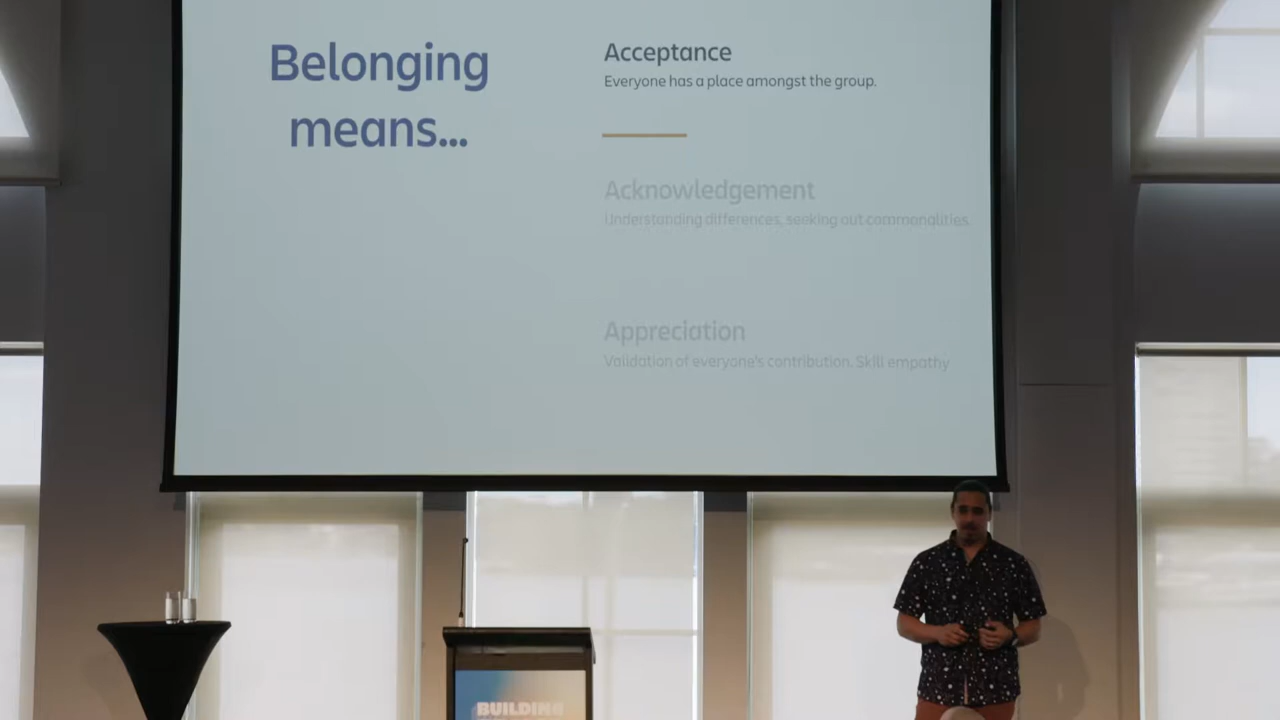 Belonging
means...
Acceptance
Everyone has a place amongst the group.
Acknowledgement
Understanding differences, seeking out commonalities.
Appreciation
Validation of everyone's contribution. Skill empathy
BUILDING